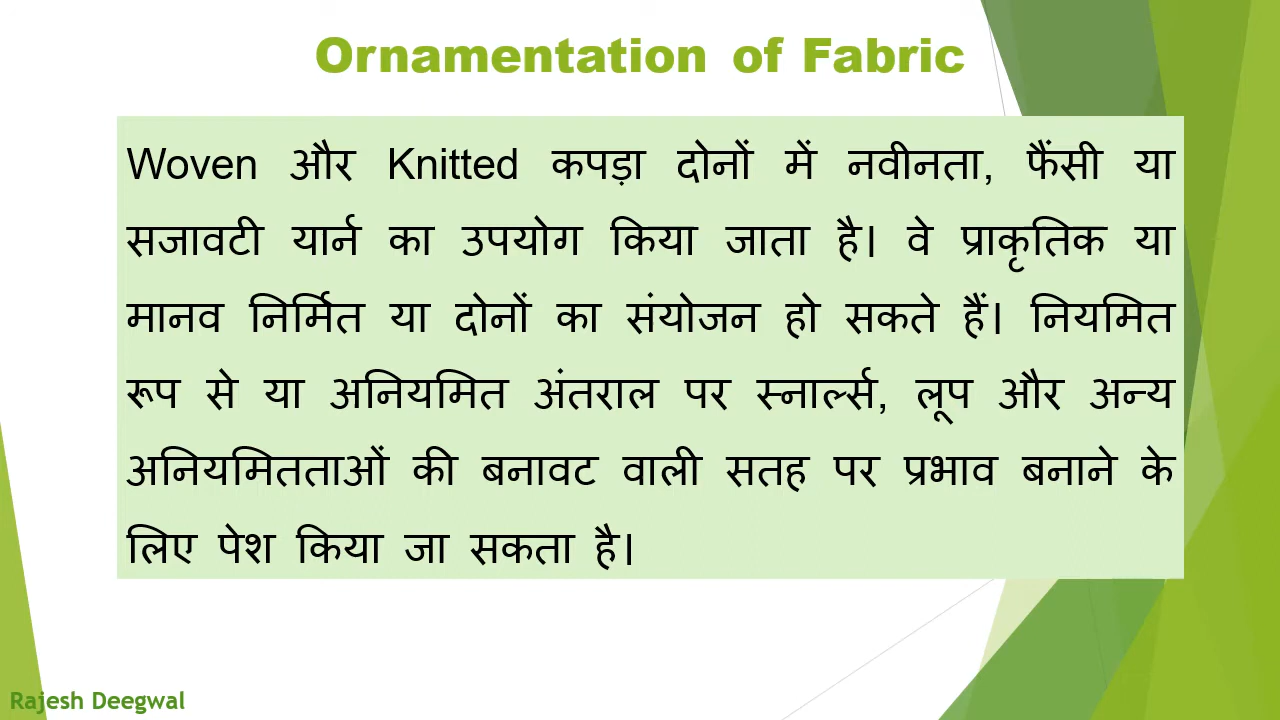 Ornamentation of Fabric
Woven और Knitted कपड़ा दोनों में नवीनता, फैंसी या
सजावटी यार्न का उपयोग किया जाता है। वे प्राकृतिक या
मानव निर्मित या दोनों का संयोजन हो सकते हैं। नियमित
रूप से या अनियमित अंतराल पर स्नार्ल्स, लूप और अन्य
अनियमितताओं की बनावट वाली सतह पर प्रभाव बनाने के
लिए पेश किया जा सकता है।
Rajesh Deegwal